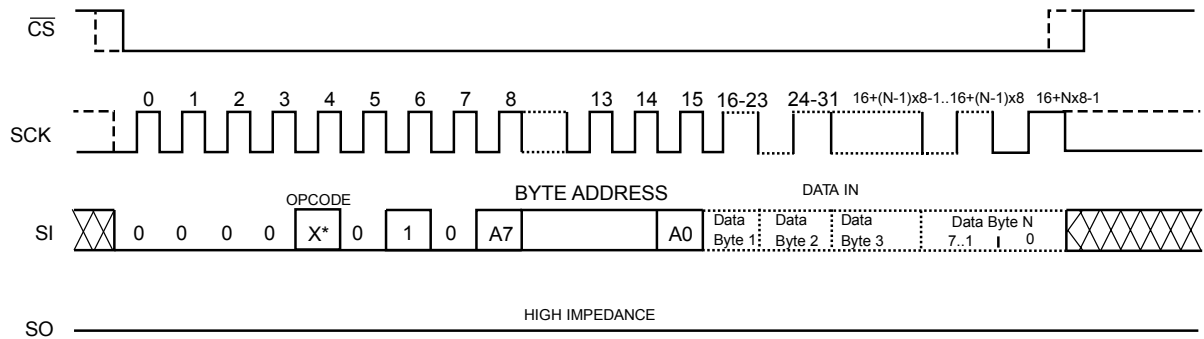 CS
0 1 2 3 4 5 6 7 8 13 14 15 16-23 24-31 16+(N-1)x8-1..16+(N-1)x8 16+Nx8-1
SCK
OPCODE BYTE ADDRESS DATA IN
SI 0 0 0 0 X* 0 1 0 A7 A0
Data Byte 1
Data Byte 2
Data Byte 3
Data Byte N
7..1 0
HIGH IMPEDANCE
SO